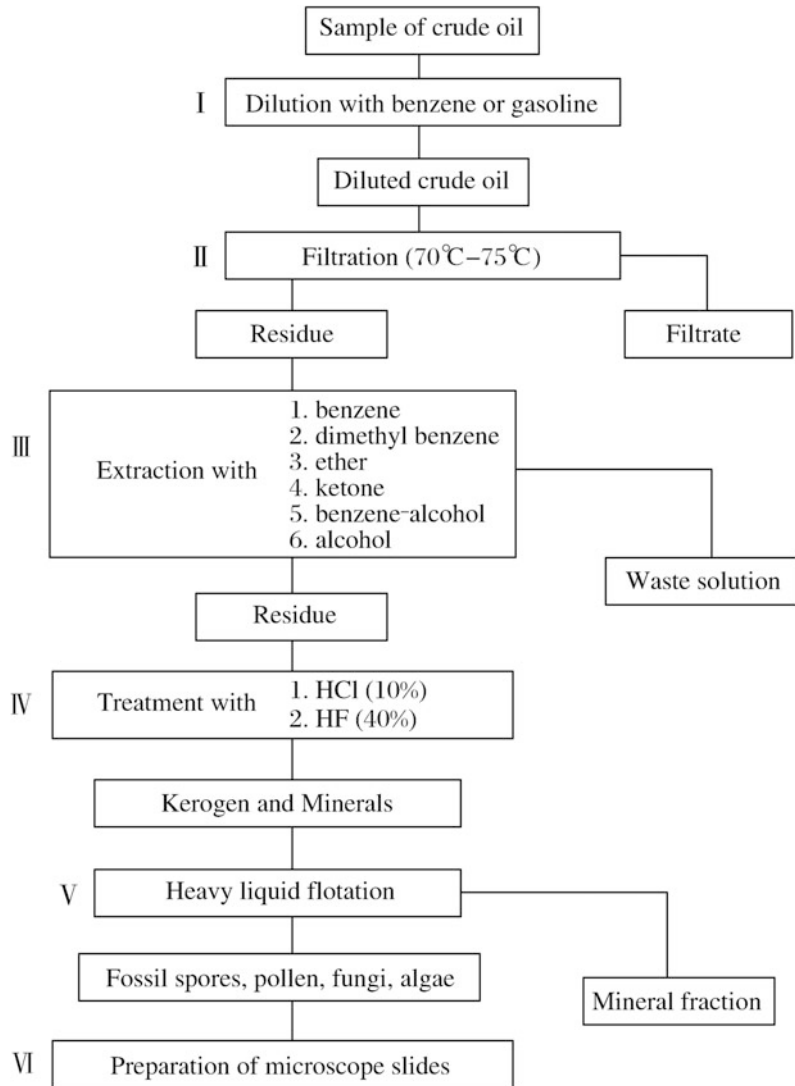 Sample of crude oil
I
Dilution with benzene or gasoline
Diluted crude oil
II
Filtration (70℃–75℃)
Residue
Filtrate
III
Extraction with
1. benzene
2. dimethyl benzene
3. ether
4. ketone
5. benzene-alcohol
6. alcohol
Waste solution
Residue
IV
Treatment with
1. HCl (10%)
2. HF (40%)
Kerogen and Minerals
V
Heavy liquid flotation
Fossil spores, pollen, fungi, algae
Mineral fraction
VI
Preparation of microscope slides